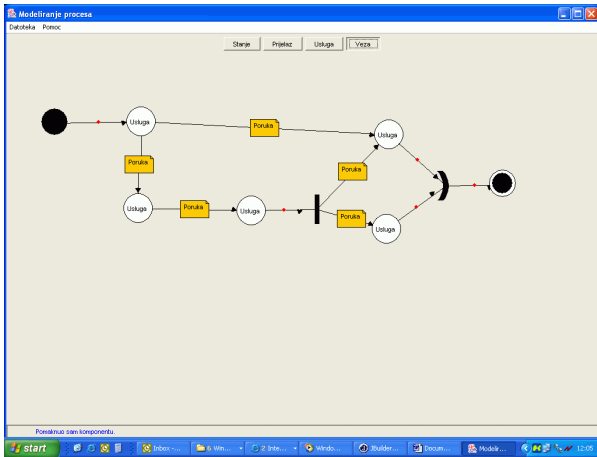 Modeliranje procesa
Datoteka Pomoc
Stanje Prijelaz Usluga Veza
Usluga
Poruka
Usluga
Poruka
Poruka
Usluga
Poruka
Usluga
Poruka
Usluga
Pomaknuo sam komponentu.
start Inbox -... 6 Win... 2 Inte... Windo... JBuilder... Docum... Modelir... 12:05